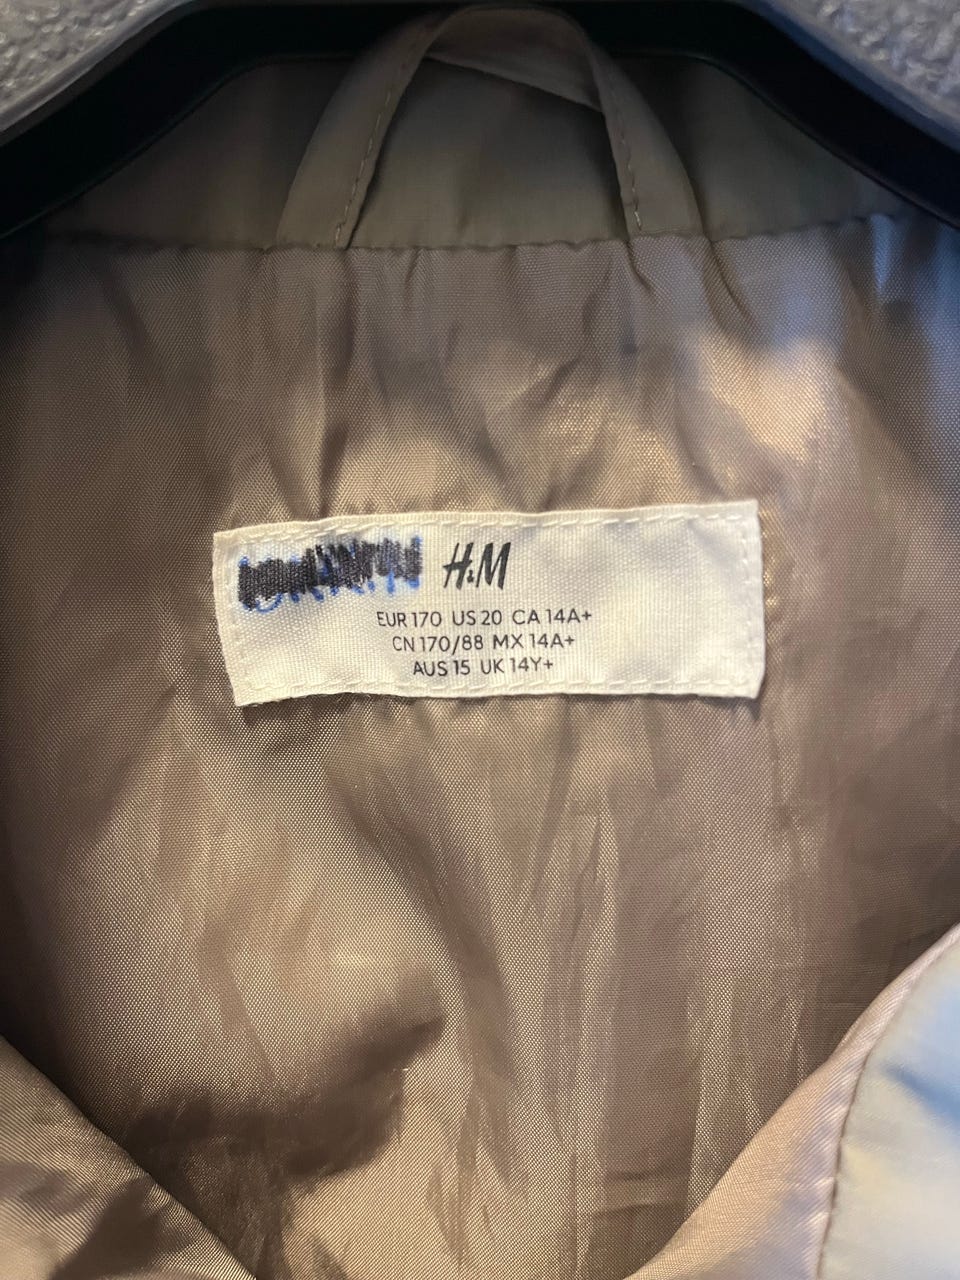 H&M
EUR 170 US 20 CA 14A+
CN 170/88 MX 14A+
AUS 15 UK 14Y+